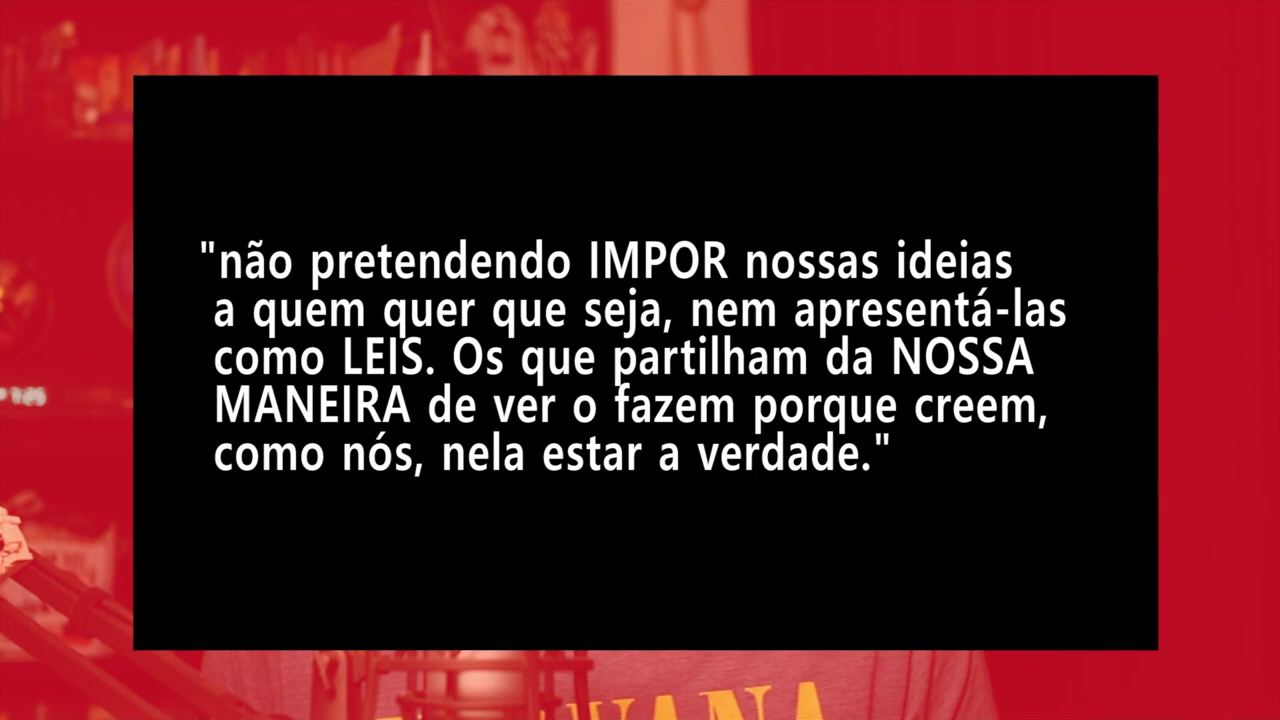 "não pretendendo IMPOR nossas ideias
a quem quer que seja, nem apresentá-las
como LEIS. Os que partilham da NOSSA
MANEIRA de ver o fazem porque creem,
como nós, nela estar a verdade."